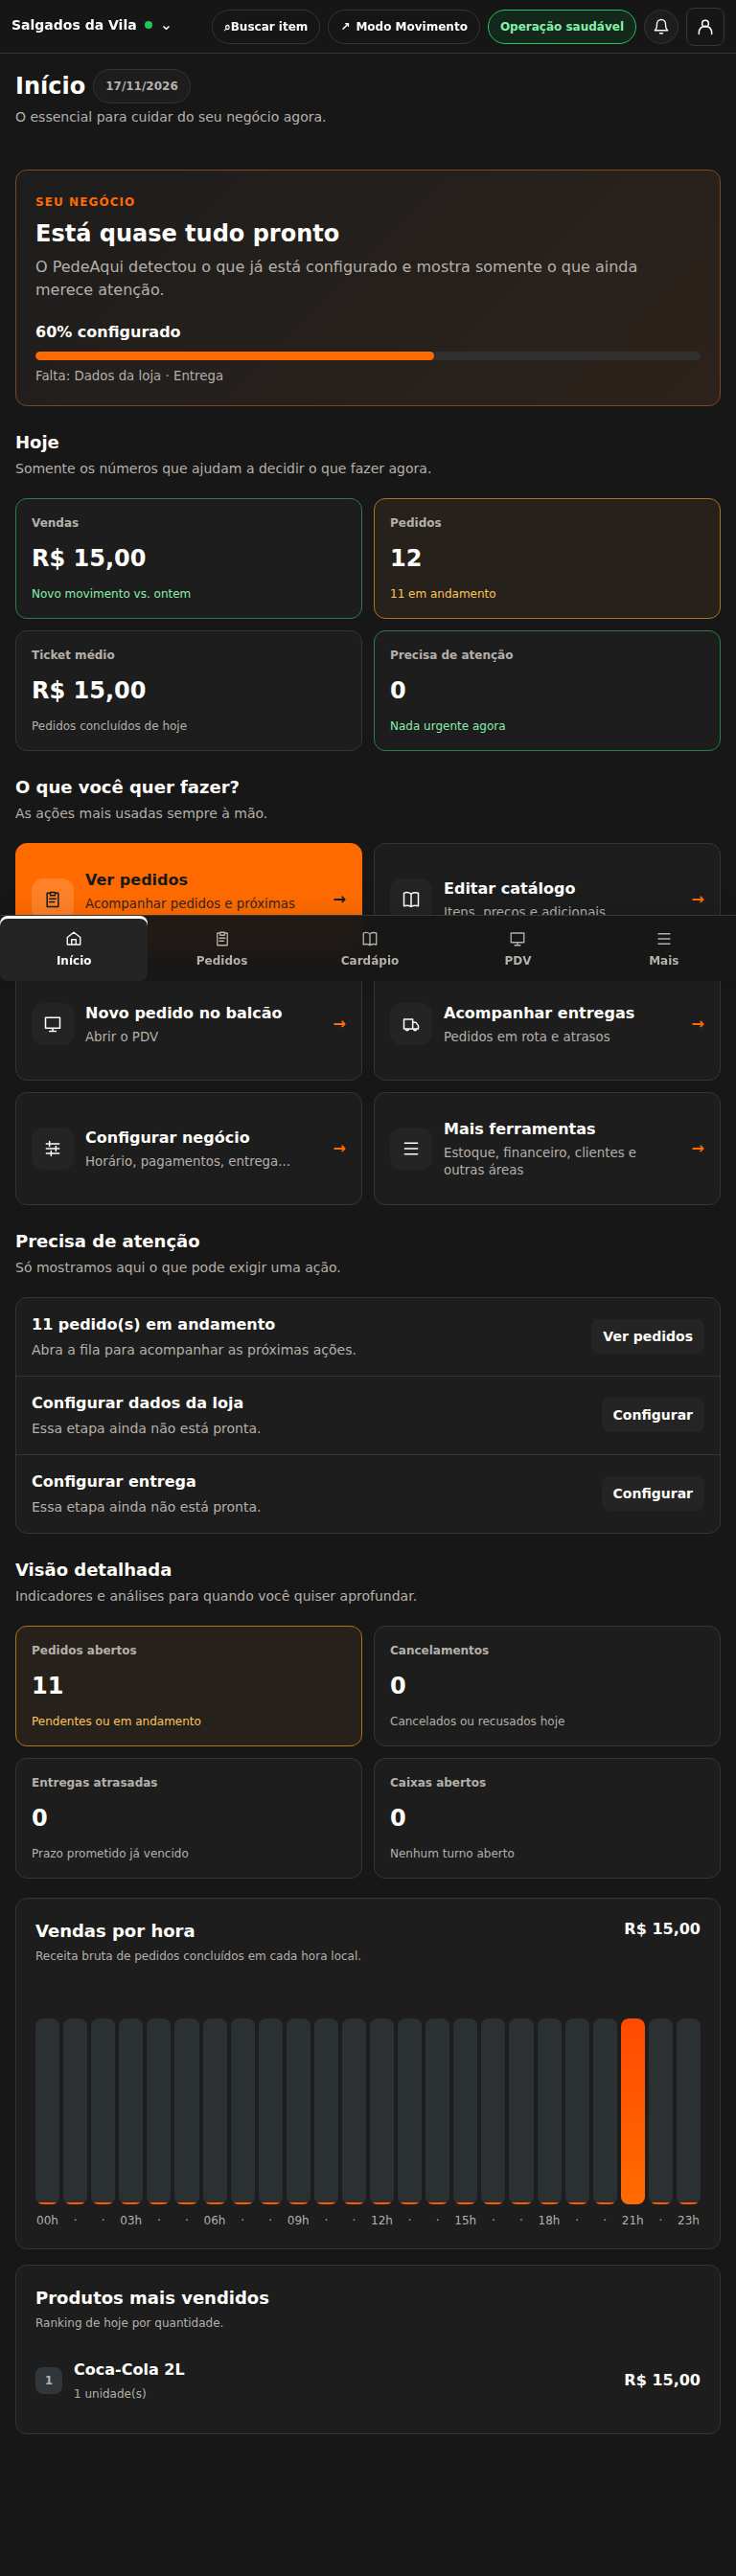 Salgados da Vila
Buscar item
↗ Modo Movimento
Operação saudável
Início
17/11/2026
O essencial para cuidar do seu negócio agora.
SEU NEGÓCIO
Está quase tudo pronto
O PedeAqui detectou o que já está configurado e mostra somente o que ainda
merece atenção.
60% configurado
Falta: Dados da loja · Entrega
Hoje
Somente os números que ajudam a decidir o que fazer agora.
Vendas
R$ 15,00
Novo movimento vs. ontem
Pedidos
12
11 em andamento
Ticket médio
R$ 15,00
Pedidos concluídos de hoje
Precisa de atenção
0
Nada urgente agora
O que você quer fazer?
As ações mais usadas sempre à mão.
Ver pedidos
Acompanhar pedidos e próximas
→
Editar catálogo
Itens, preços e adicionais
→
Início
Pedidos
Cardápio
PDV
Mais
Novo pedido no balcão
Abrir o PDV
→
Acompanhar entregas
Pedidos em rota e atrasos
→
Configurar negócio
Horário, pagamentos, entrega...
→
Mais ferramentas
Estoque, financeiro, clientes e
outras áreas
→
Precisa de atenção
Só mostramos aqui o que pode exigir uma ação.
11 pedido(s) em andamento
Abra a fila para acompanhar as próximas ações.
Ver pedidos
Configurar dados da loja
Essa etapa ainda não está pronta.
Configurar
Configurar entrega
Essa etapa ainda não está pronta.
Configurar
Visão detalhada
Indicadores e análises para quando você quiser aprofundar.
Pedidos abertos
11
Pendentes ou em andamento
Cancelamentos
0
Cancelados ou recusados hoje
Entregas atrasadas
0
Prazo prometido já vencido
Caixas abertos
0
Nenhum turno aberto
Vendas por hora
R$ 15,00
Receita bruta de pedidos concluídos em cada hora local.
00h · · 03h · · 06h · · 09h · · 12h · · 15h · · 18h · · 21h · 23h
Produtos mais vendidos
Ranking de hoje por quantidade.
1
Coca-Cola 2L
1 unidade(s)
R$ 15,00